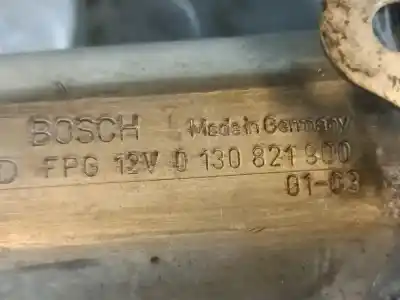 BOSCH Made in Germany
D FPG 12V 0 130 821 900
01-03